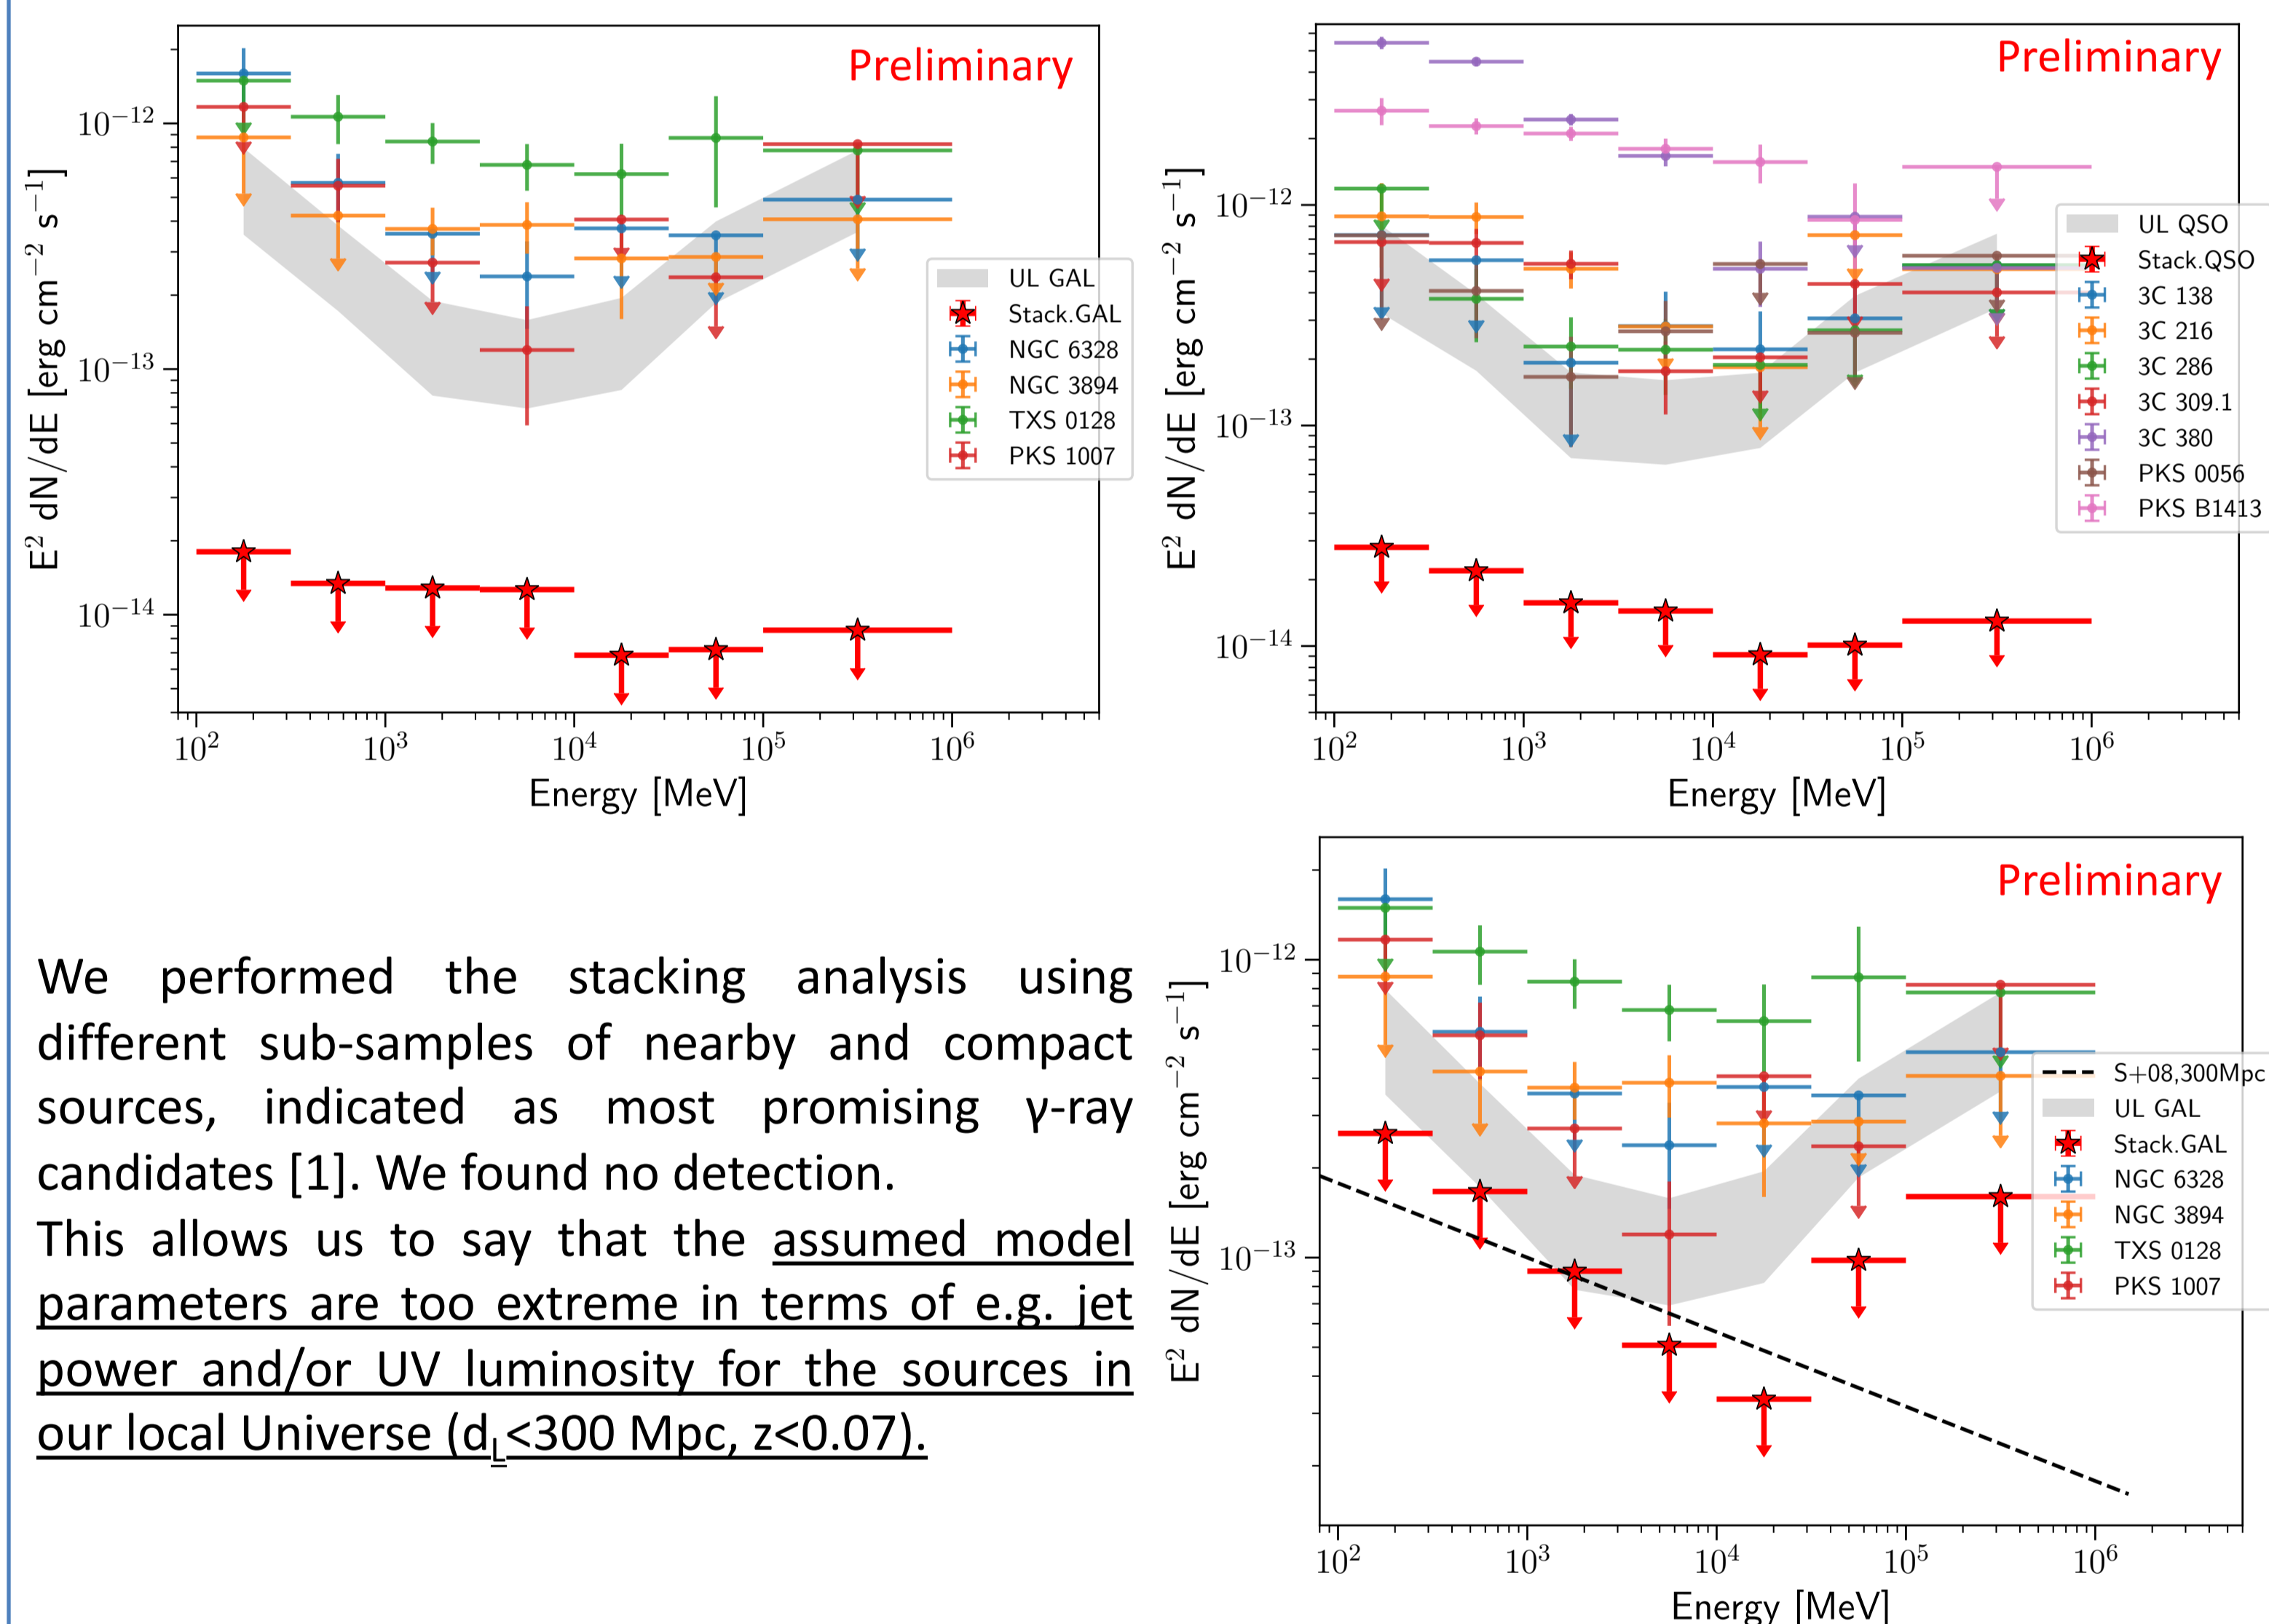 Preliminary
10⁻¹²
10⁻¹³
10⁻¹⁴
E² dN/dE [erg cm⁻² s⁻¹]
UL GAL
Stack.GAL
NGC 6328
NGC 3894
TXS 0128
PKS 1007
10² 10³ 10⁴ 10⁵ 10⁶
Energy [MeV]
Preliminary
10⁻¹²
10⁻¹³
10⁻¹⁴
E² dN/dE [erg cm⁻² s⁻¹]
UL QSO
Stack.QSO
3C 138
3C 216
3C 286
3C 309.1
3C 380
PKS 0056
PKS B1413
10² 10³ 10⁴ 10⁵ 10⁶
Energy [MeV]
We performed the stacking analysis using
different sub-samples of nearby and compact
sources, indicated as most promising γ-ray
candidates [1]. We found no detection.
This allows us to say that the assumed model
parameters are too extreme in terms of e.g. jet
power and/or UV luminosity for the sources in
our local Universe (d_L<300 Mpc, z<0.07).
Preliminary
10⁻¹²
10⁻¹³
E² dN/dE [erg cm⁻² s⁻¹]
S+08,300Mpc
UL GAL
Stack.GAL
NGC 6328
NGC 3894
TXS 0128
PKS 1007
10² 10³ 10⁴ 10⁵ 10⁶
Energy [MeV]